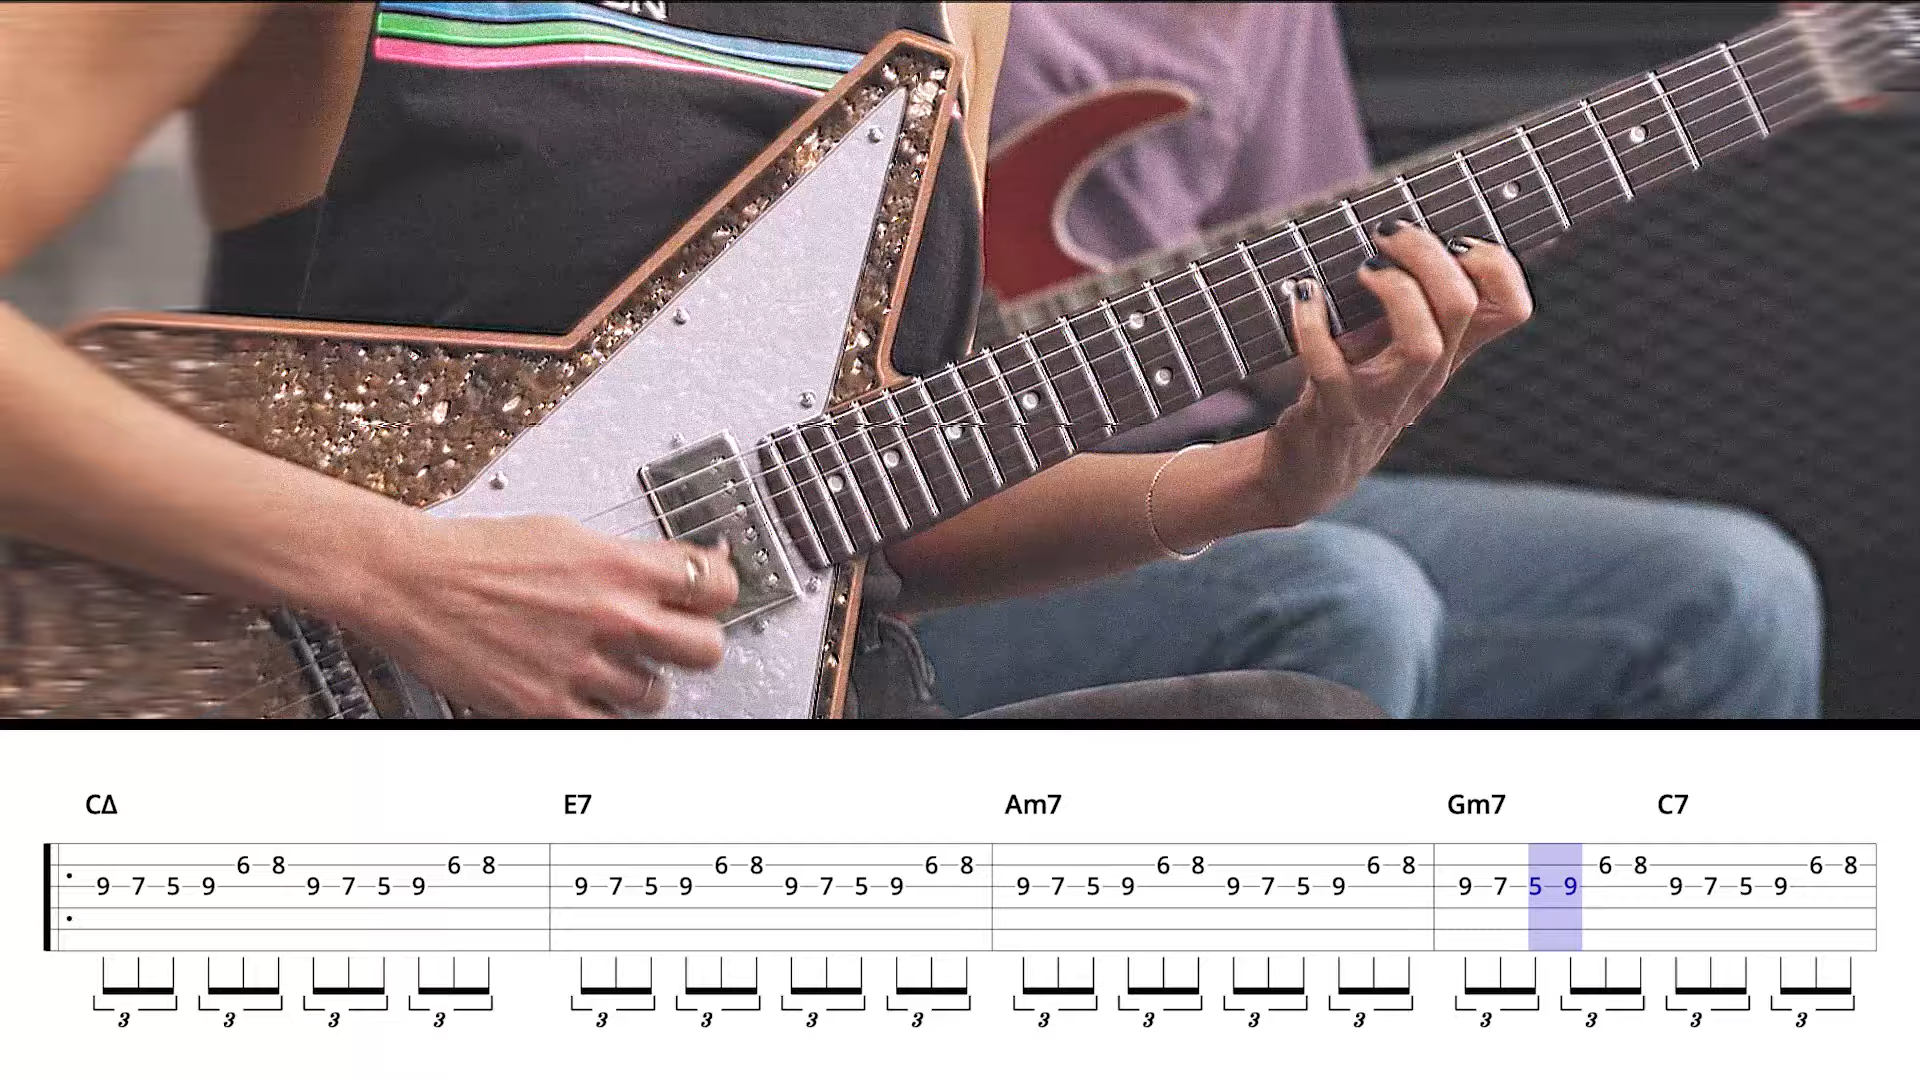 CΔ E7 Am7 Gm7 C7
6 8 6 8 6 8 6 8 6 8 6 8 6 8 6 8
9 7 5 9 9 7 5 9 9 7 5 9 9 7 5 9 9 7 5 9 9 7 5 9 9 7 5 9 9 7 5 9
3 3 3 3 3 3 3 3 3 3 3 3 3 3 3 3